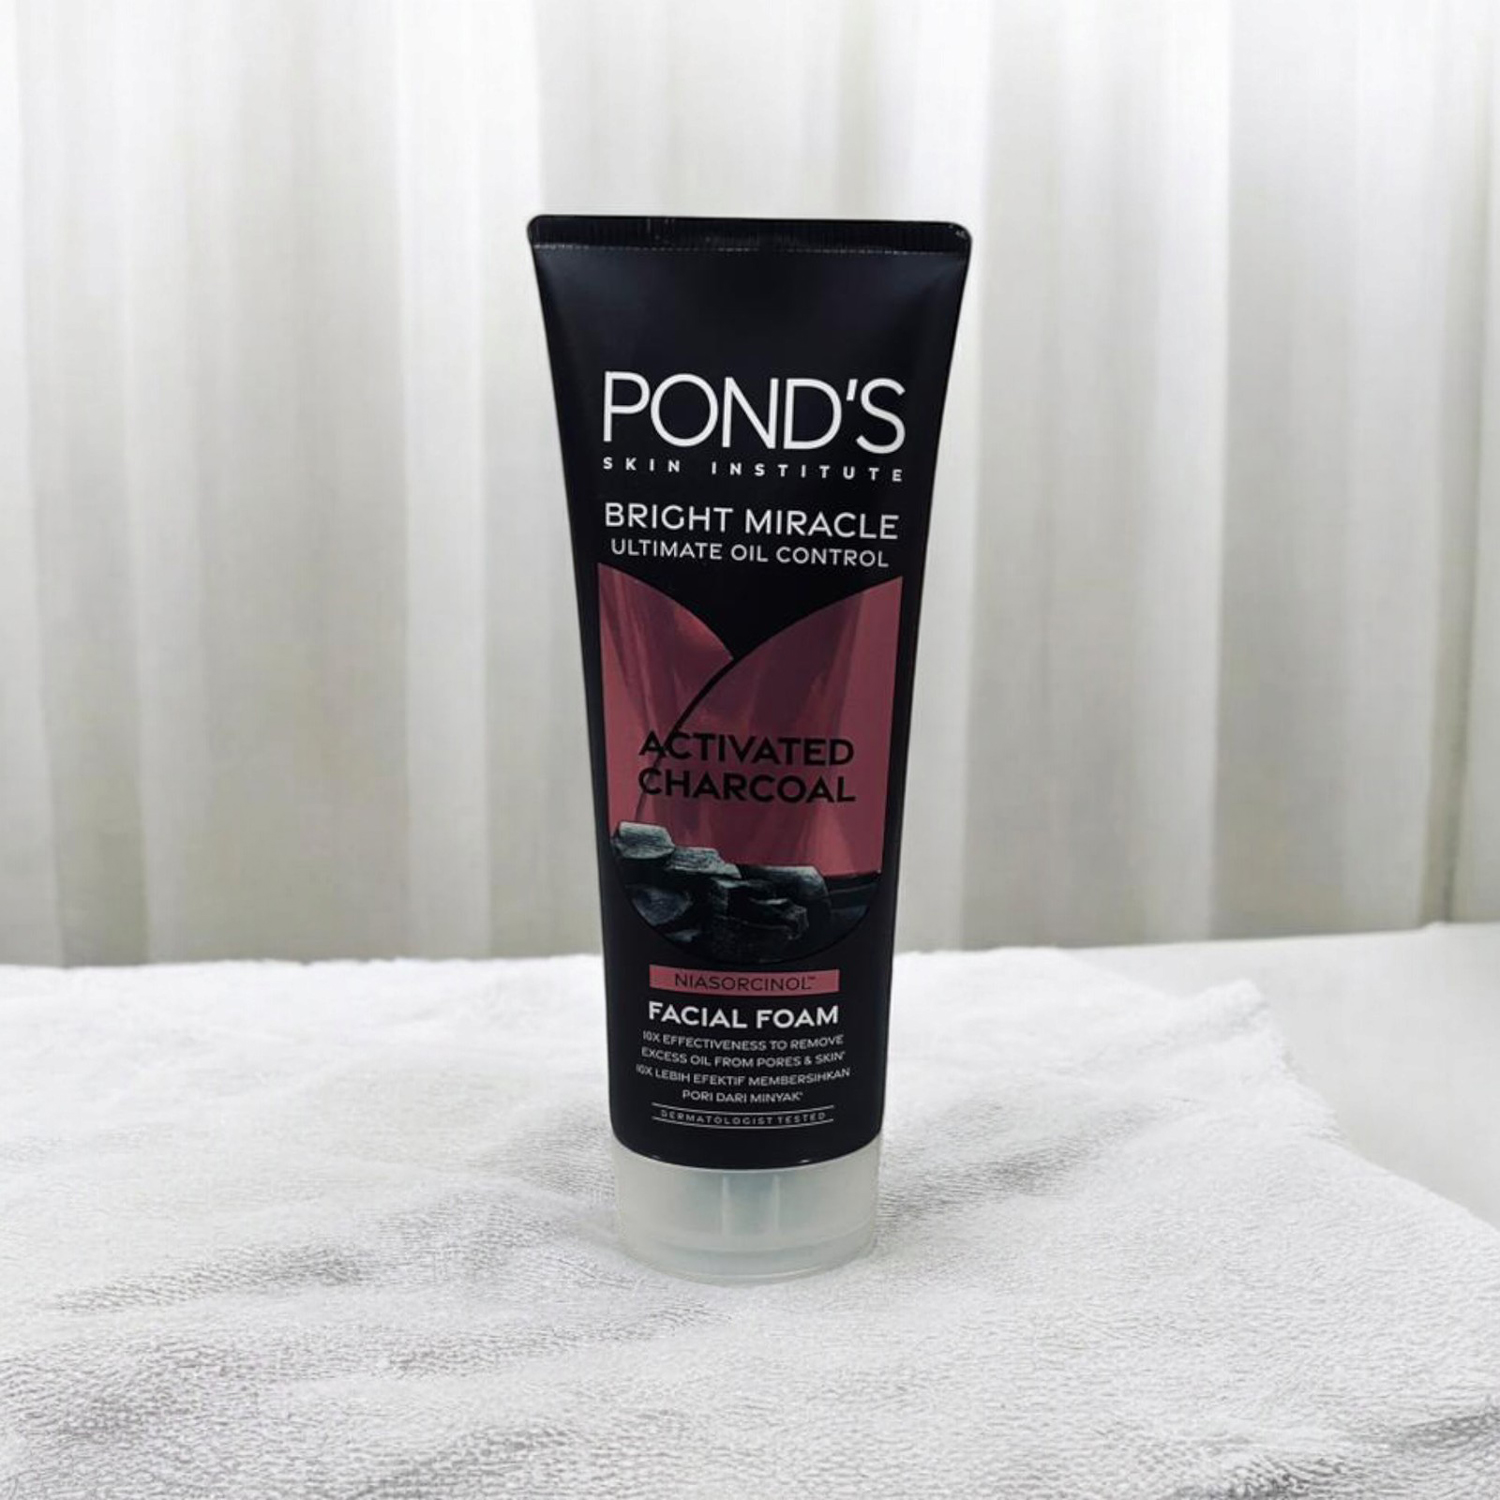 POND'S
SKIN INSTITUTE
BRIGHT MIRACLE
ULTIMATE OIL CONTROL
ACTIVATED
CHARCOAL
NIASORCINOL™
FACIAL FOAM
10X EFFECTIVENESS TO REMOVE
EXCESS OIL FROM PORES & SKIN*
10X LEBIH EFEKTIF MEMBERSIHKAN
PORI DARI MINYAK*
DERMATOLOGIST TESTED